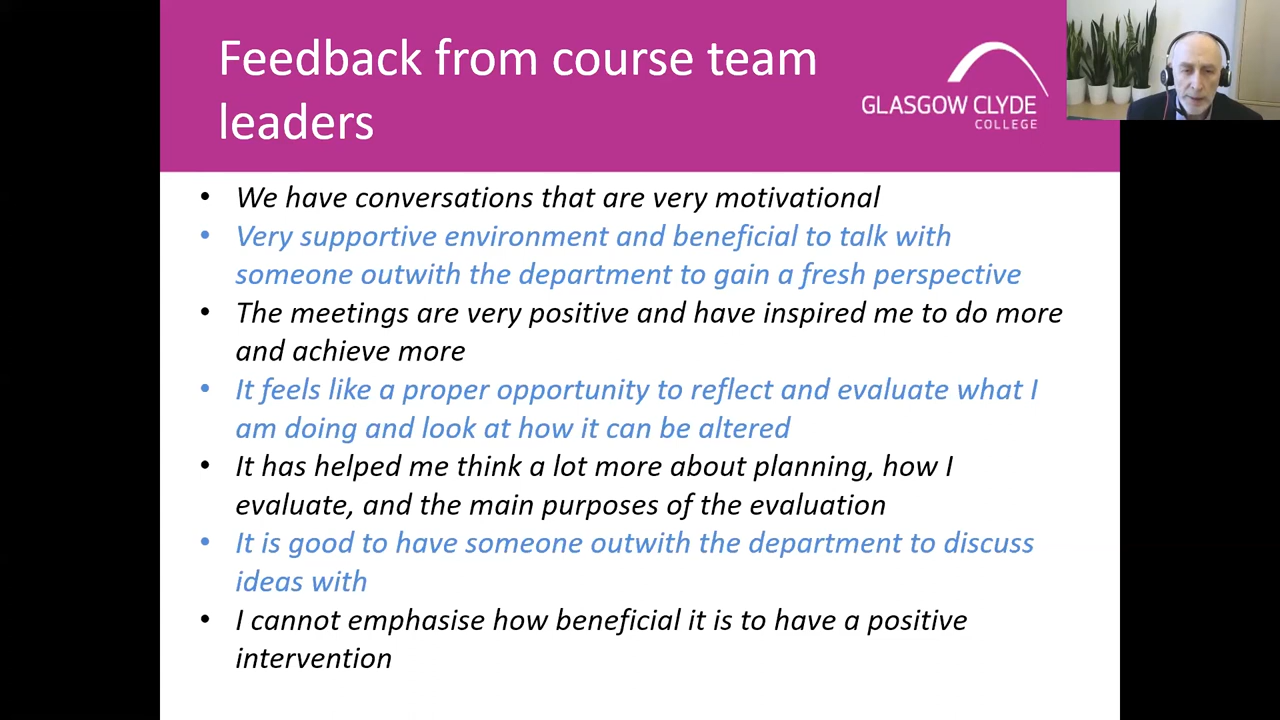 Feedback from course team
leaders
GLASGOW CLYDE
COLLEGE
• We have conversations that are very motivational
• Very supportive environment and beneficial to talk with
someone outwith the department to gain a fresh perspective
• The meetings are very positive and have inspired me to do more
and achieve more
• It feels like a proper opportunity to reflect and evaluate what I
am doing and look at how it can be altered
• It has helped me think a lot more about planning, how I
evaluate, and the main purposes of the evaluation
• It is good to have someone outwith the department to discuss
ideas with
• I cannot emphasise how beneficial it is to have a positive
intervention